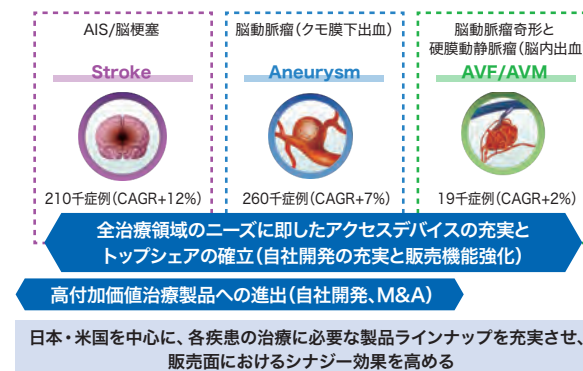 AIS/脳梗塞
Stroke
210千症例(CAGR+12%)
脳動脈瘤(クモ膜下出血)
Aneurysm
260千症例(CAGR+7%)
脳動脈瘤奇形と
硬膜動静脈瘤(脳内出血
AVF/AVM
19千症例(CAGR+2%)
全治療領域のニーズに即したアクセスデバイスの充実と
トップシェアの確立(自社開発の充実と販売機能強化)
高付加価値治療製品への進出(自社開発、M&A)
日本・米国を中心に、各疾患の治療に必要な製品ラインナップを充実させ、
販売面におけるシナジー効果を高める